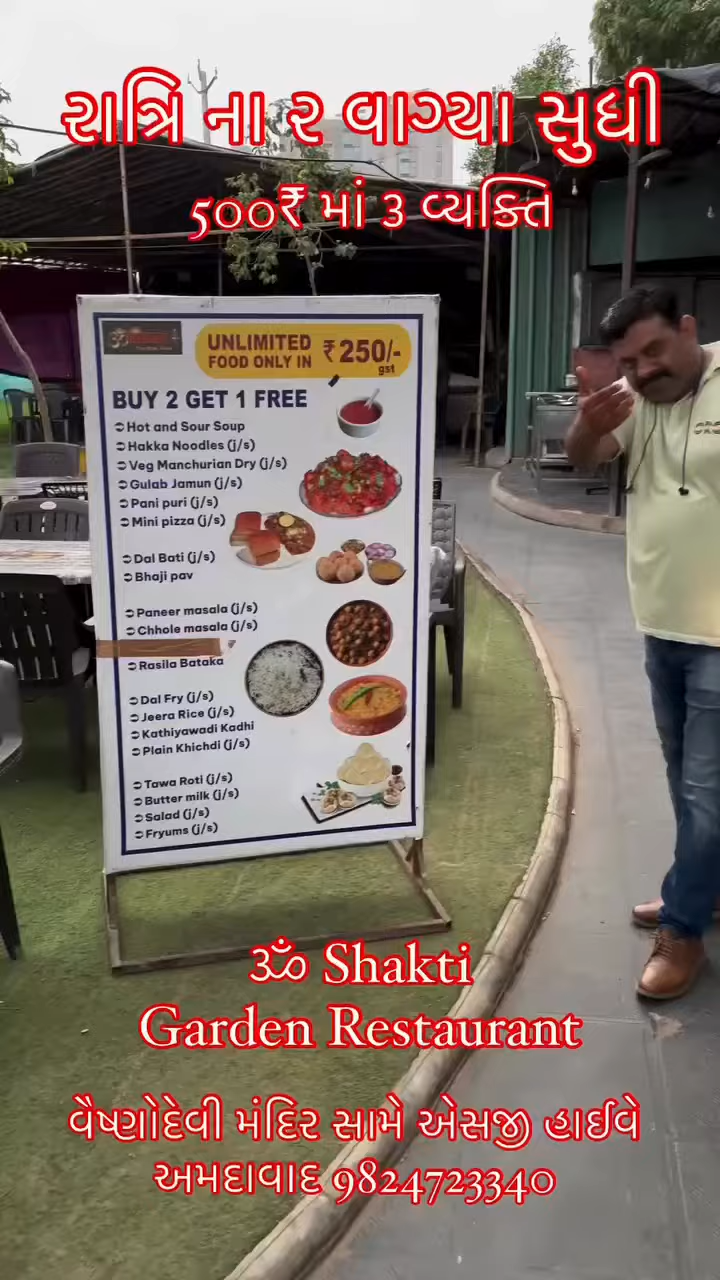 રાત્રિ ના ૨ વાગ્યા સુધી
500₹ માં 3 વ્યક્તિ
UNLIMITED
FOOD ONLY IN
₹250/-
gst
BUY 2 GET 1 FREE
Hot and Sour Soup
Hakka Noodles (j/s)
Veg Manchurian Dry (j/s)
Gulab Jamun (j/s)
Pani puri (j/s)
Mini pizza (j/s)
Dal Bati (j/s)
Bhaji pav
Paneer masala (j/s)
Chhole masala (j/s)
Rasila Bataka
Dal Fry (j/s)
Jeera Rice (j/s)
Kathiyawadi Kadhi
Plain Khichdi (j/s)
Tawa Roti (j/s)
Butter milk (j/s)
Salad (j/s)
Fryums (j/s)
ૐ Shakti
Garden Restaurant
વૈષ્ણોદેવી મંદિર સામે એસજી હાઈવે
અમદાવાદ 9824723340